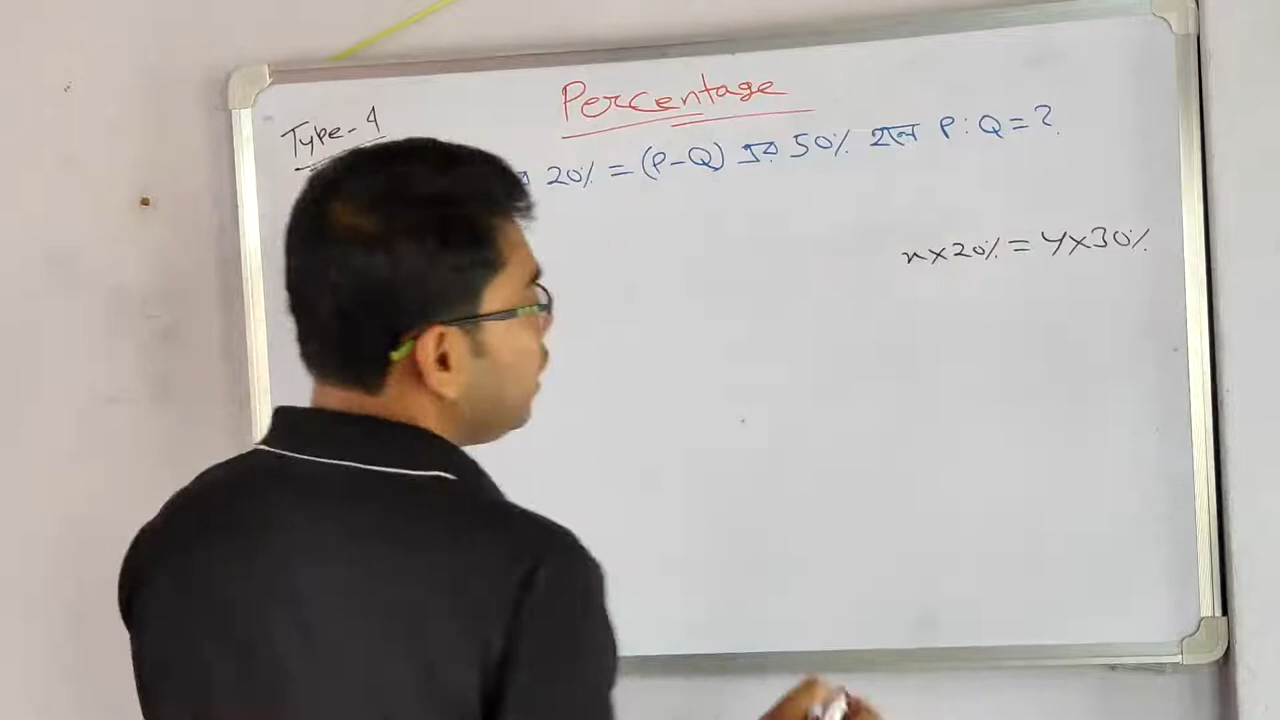 Percentage
Type-4
20% = (P-Q) এর 50% হলে P:Q=?
x×20% = Y×30%